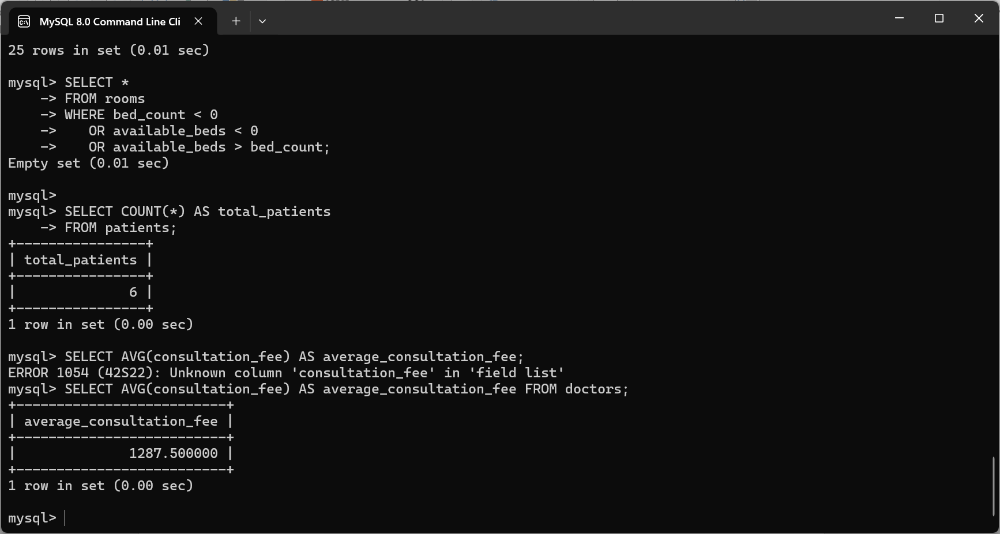 MySQL 8.0 Command Line Cli
25 rows in set (0.01 sec)
mysql> SELECT *
    -> FROM rooms
    -> WHERE bed_count < 0
    ->    OR available_beds < 0
    ->    OR available_beds > bed_count;
Empty set (0.01 sec)
mysql>
mysql> SELECT COUNT(*) AS total_patients
    -> FROM patients;
+----------------+
| total_patients |
+----------------+
|              6 |
+----------------+
1 row in set (0.00 sec)
mysql> SELECT AVG(consultation_fee) AS average_consultation_fee;
ERROR 1054 (42S22): Unknown column 'consultation_fee' in 'field list'
mysql> SELECT AVG(consultation_fee) AS average_consultation_fee FROM doctors;
+--------------------------+
| average_consultation_fee |
+--------------------------+
|              1287.500000 |
+--------------------------+
1 row in set (0.00 sec)
mysql>